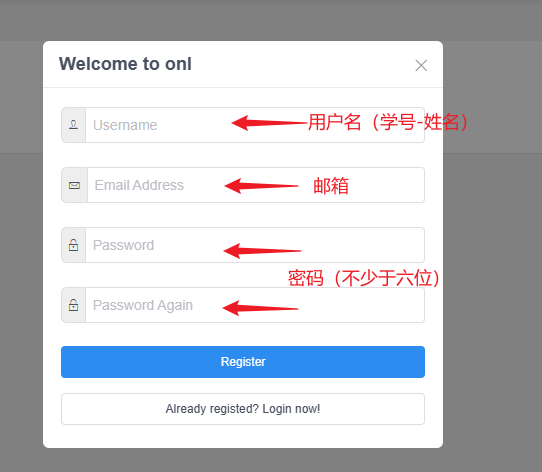 Welcome to onl
Username
用户名（学号-姓名）
Email Address
邮箱
Password
密码（不少于六位）
Password Again
Register
Already registed? Login now!